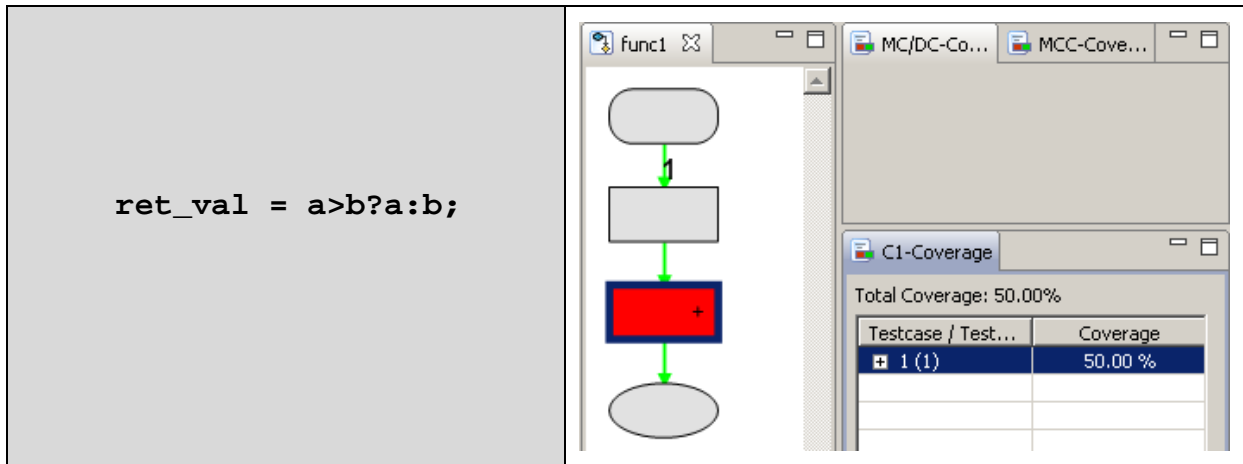 ret_val = a>b?a:b;
func1
1
+
MC/DC-Co... MCC-Cove...
C1-Coverage
Total Coverage: 50.00%
Testcase / Test... Coverage
1 (1) 50.00 %